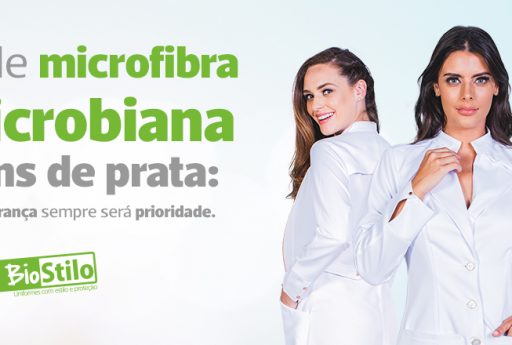 de microfibra
icrobiana
ns de prata:
rança sempre será prioridade.
BioStilo
Uniformes com estilo e proteção